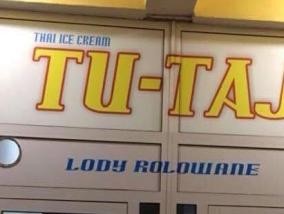 THAI ICE CREAM
TU-TAJ
LODY ROLOWANE